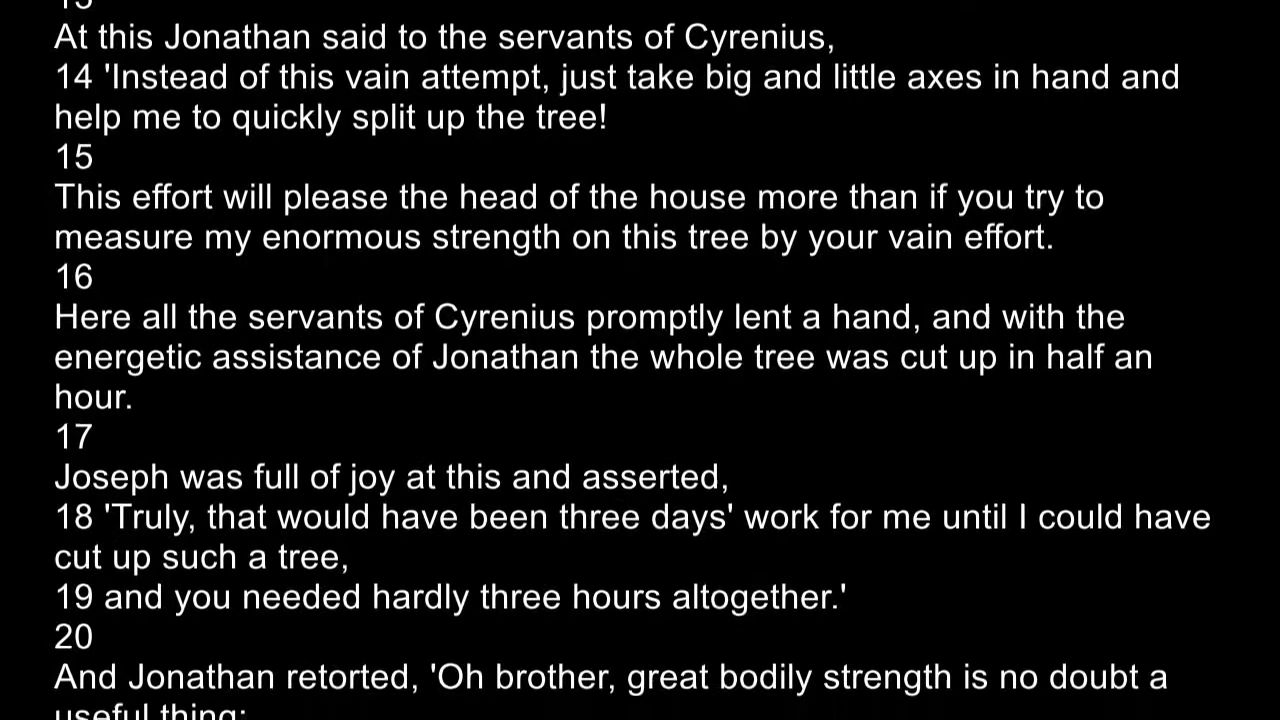 13
At this Jonathan said to the servants of Cyrenius,
14 'Instead of this vain attempt, just take big and little axes in hand and
help me to quickly split up the tree!
15
This effort will please the head of the house more than if you try to
measure my enormous strength on this tree by your vain effort.
16
Here all the servants of Cyrenius promptly lent a hand, and with the
energetic assistance of Jonathan the whole tree was cut up in half an
hour.
17
Joseph was full of joy at this and asserted,
18 'Truly, that would have been three days' work for me until I could have
cut up such a tree,
19 and you needed hardly three hours altogether.'
20
And Jonathan retorted, 'Oh brother, great bodily strength is no doubt a
useful thing;